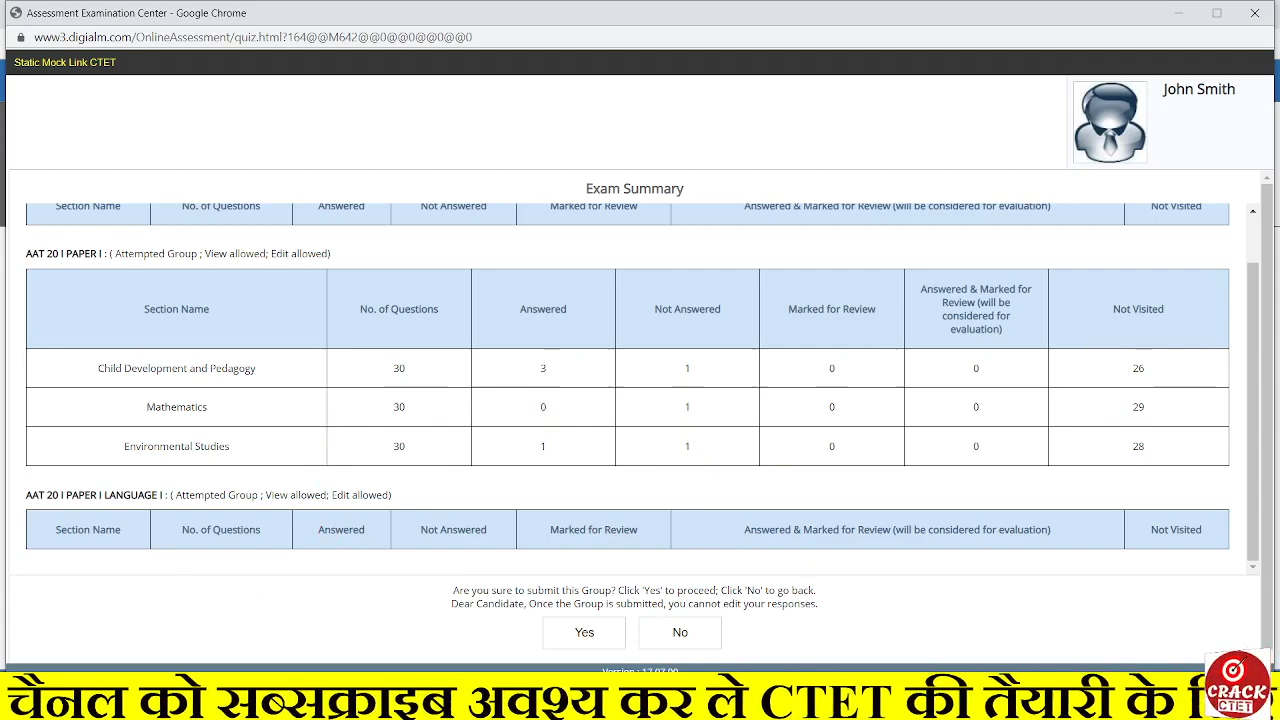 Assessment Examination Center - Google Chrome
www3.digialm.com/OnlineAssessment/quiz.html?164@@M642@@0@@0@@0@@0
Static Mock Link CTET
John Smith
Exam Summary
Section Name No. of Questions Answered Not Answered Marked for Review Answered & Marked for Review (will be considered for evaluation) Not Visited
AAT 20 I PAPER I : ( Attempted Group ; View allowed; Edit allowed)
Section Name No. of Questions Answered Not Answered Marked for Review Answered & Marked for Review (will be considered for evaluation) Not Visited
Child Development and Pedagogy 30 3 1 0 0 26
Mathematics 30 0 1 0 0 29
Environmental Studies 30 1 1 0 0 28
AAT 20 I PAPER I LANGUAGE I : ( Attempted Group ; View allowed; Edit allowed)
Section Name No. of Questions Answered Not Answered Marked for Review Answered & Marked for Review (will be considered for evaluation) Not Visited
Are you sure to submit this Group? Click 'Yes' to proceed; Click 'No' to go back.
Dear Candidate, Once the Group is submitted, you cannot edit your responses.
Yes No
Version : 17.07.00
चैनल को सब्सक्राइब अवश्य कर ले CTET की तैयारी के
CRACK
CTET